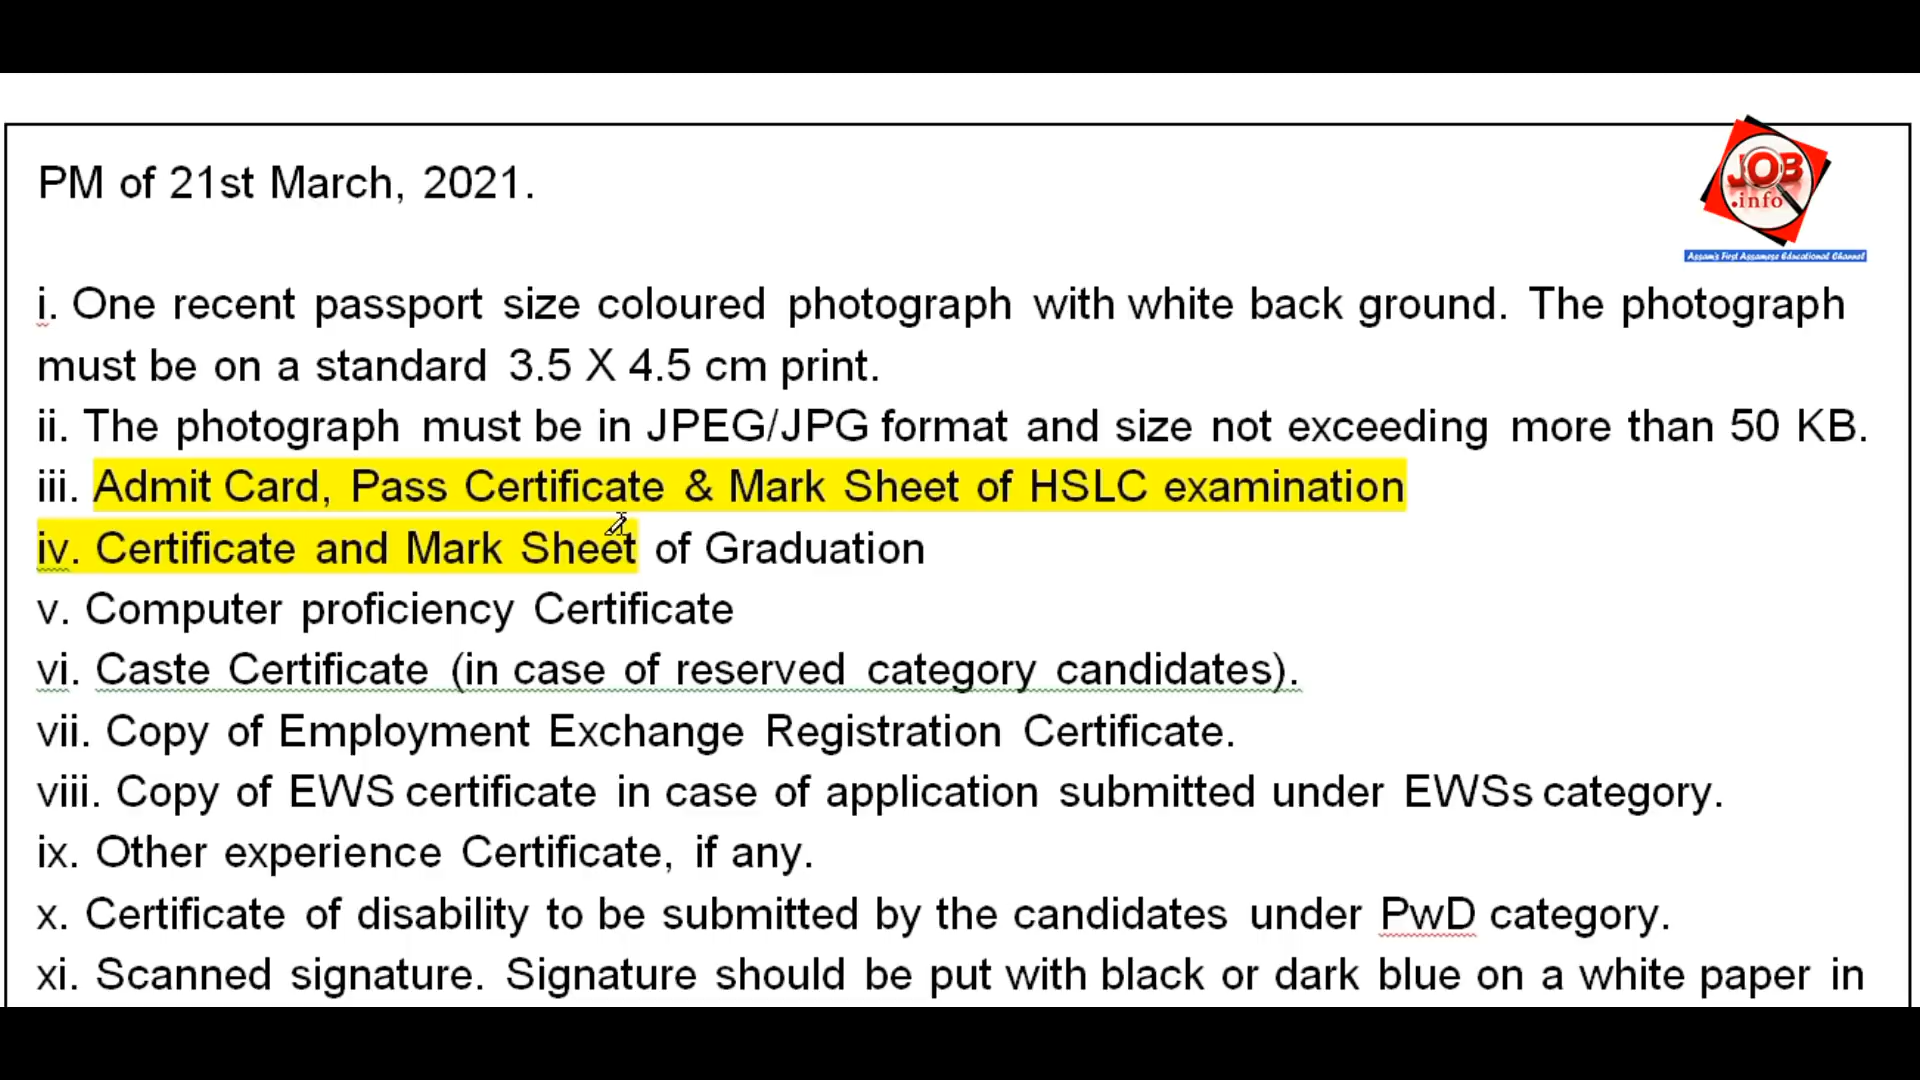 PM of 21st March, 2021.
JOB
.info
Assam's First Assamese Educational Channel
i. One recent passport size coloured photograph with white back ground. The photograph
must be on a standard 3.5 X 4.5 cm print.
ii. The photograph must be in JPEG/JPG format and size not exceeding more than 50 KB.
iii. Admit Card, Pass Certificate & Mark Sheet of HSLC examination
iv. Certificate and Mark Sheet of Graduation
v. Computer proficiency Certificate
vi. Caste Certificate (in case of reserved category candidates).
vii. Copy of Employment Exchange Registration Certificate.
viii. Copy of EWS certificate in case of application submitted under EWSs category.
ix. Other experience Certificate, if any.
x. Certificate of disability to be submitted by the candidates under PwD category.
xi. Scanned signature. Signature should be put with black or dark blue on a white paper in